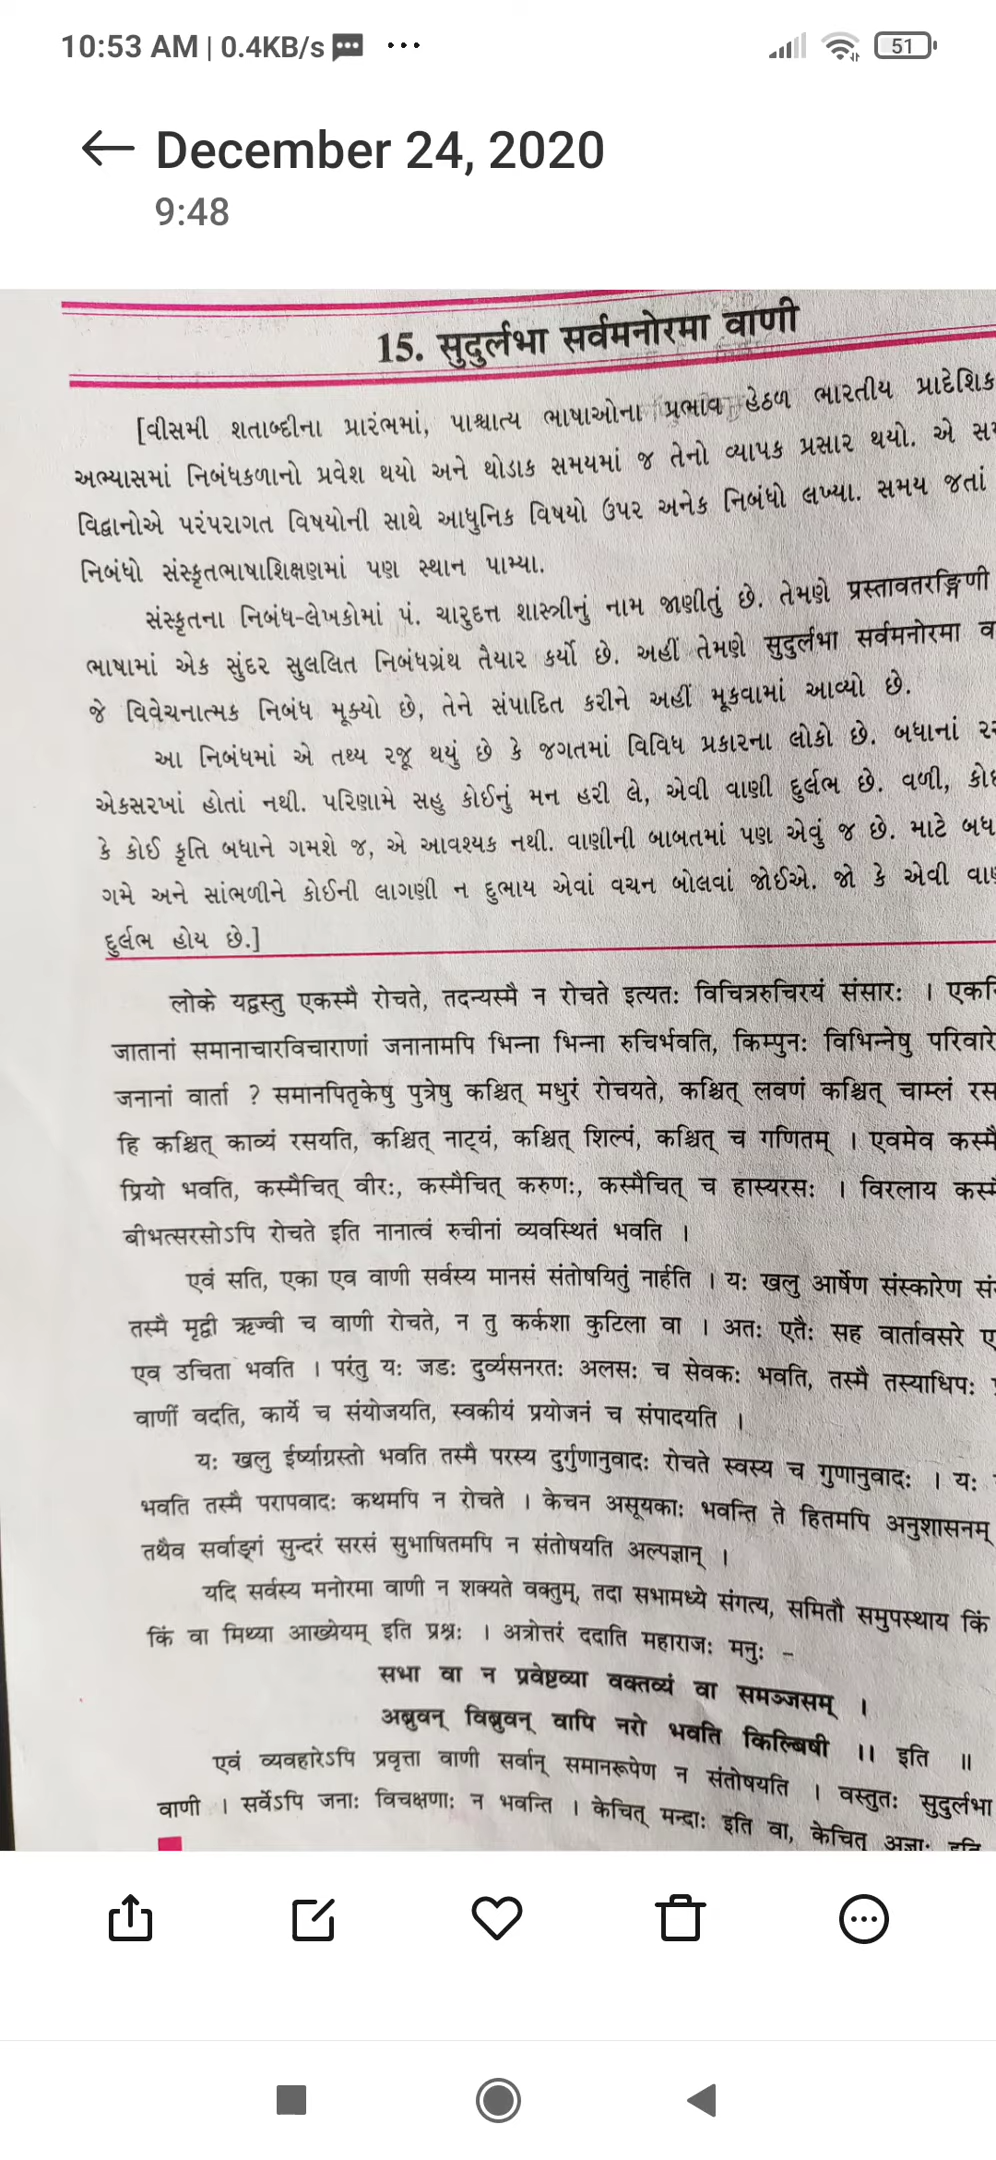 10:53 AM | 0.4KB/s ...
51
December 24, 2020
9:48
15. सुदुर्लभा सर्वमनोरमा वाणी
[વીસમી શતાબ્દીના પ્રારંભમાં, પાશ્ચાત્ય ભાષાઓના પ્રભાવ હેઠળ ભારતીય પ્રાદેશિક
અભ્યાસમાં નિબંધકળાનો પ્રવેશ થયો અને થોડાક સમયમાં જ તેનો વ્યાપક પ્રસાર થયો. એ
વિદ્વાનોએ પરંપરાગત વિષયોની સાથે આધુનિક વિષયો ઉપર અનેક નિબંધો લખ્યા. સમય જતાં
નિબંધો સંસ્કૃતભાષાશિક્ષણમાં પણ સ્થાન પામ્યા.
સંસ્કૃતના નિબંધ-લેખકોમાં પં. ચારુદત્ત શાસ્ત્રીનું નામ જાણીતું છે. તેમણે પ્રસ્તાવતરઙ્ગિણી
ભાષામાં એક સુંદર સુલલિત નિબંધગ્રંથ તૈયાર કર્યો છે. અહીં તેમણે સુદુર્લભા સર્વમનોરમા
જે વિવેચનાત્મક નિબંધ મૂક્યો છે, તેને સંપાદિત કરીને અહીં મૂકવામાં આવ્યો છે.
આ નિબંધમાં એ તથ્ય રજૂ થયું છે કે જગતમાં વિવિધ પ્રકારના લોકો છે. બધાનાં
એકસરખાં હોતાં નથી. પરિણામે સહુ કોઈનું મન હરી લે, એવી વાણી દુર્લભ છે. વળી,
કે કોઈ કૃતિ બધાને ગમશે જ, એ આવશ્યક નથી. વાણીની બાબતમાં પણ એવું જ છે. માટે
ગમે અને સાંભળીને કોઈની લાગણી ન દુભાય એવાં વચન બોલવાં જોઈએ. જો કે એવી
દુર્લભ હોય છે.]
लोके यद्वस्तु एकस्मै रोचते, तदन्यस्मै न रोचते इत्यतः विचित्ररुचिरयं संसारः ।
जातानां समानाचारविचाराणां जनानामपि भिन्ना भिन्ना रुचिर्भवति, किम्पुनः विभिन्नेषु
जनानां वार्ता ? समानपितृकेषु पुत्रेषु कश्चित् मधुरं रोचयते, कश्चित् लवणं कश्चित् चाम्लं
हि कश्चित् काव्यं रसयति, कश्चित् नाट्यं, कश्चित् शिल्पं, कश्चित् च गणितम् । एवमेव
प्रियो भवति, कस्मैचित् वीरः, कस्मैचित् करुणः, कस्मैचित् च हास्यरसः । विरलाय
बीभत्सरसोऽपि रोचते इति नानात्वं रुचीनां व्यवस्थितं भवति ।
एवं सति, एका एव वाणी सर्वस्य मानसं संतोषयितुं नार्हति । यः खलु आर्षेण संस्कारेण
तस्मै मृद्वी ऋज्वी च वाणी रोचते, न तु कर्कशा कुटिला वा । अतः एतैः सह वार्तावसरे
एव उचिता भवति । परंतु यः जडः दुर्व्यसनरतः अलसः च सेवकः भवति, तस्मै तस्याधिपः
वाणीं वदति, कार्ये च संयोजयति, स्वकीयं प्रयोजनं च संपादयति ।
यः खलु ईर्ष्याग्रस्तो भवति तस्मै परस्य दुर्गुणानुवादः रोचते स्वस्य च गुणानुवादः । यः
भवति तस्मै परापवादः कथमपि न रोचते । केचन असूयकाः भवन्ति ते हितमपि अनुशासनम्
तथैव सर्वाङ्गं सुन्दरं सरसं सुभाषितमपि न संतोषयति अल्पज्ञान् ।
यदि सर्वस्य मनोरमा वाणी न शक्यते वक्तुम्, तदा सभामध्ये संगत्य, समितौ समुपस्थाय किं
किं वा मिथ्या आख्येयम् इति प्रश्नः । अत्रोत्तरं ददाति महाराजः मनुः –
सभा वा न प्रवेष्टव्या वक्तव्यं वा समञ्जसम् ।
अब्रुवन् विब्रुवन् वापि नरो भवति किल्बिषी ।। इति ॥
एवं व्यवहारेऽपि प्रवृत्ता वाणी सर्वान् समानरूपेण न संतोषयति । वस्तुतः सुदुर्लभा
वाणी । सर्वेऽपि जनाः विचक्षणाः न भवन्ति । केचित् मन्दाः इति वा, केचित् अज्ञाः इति